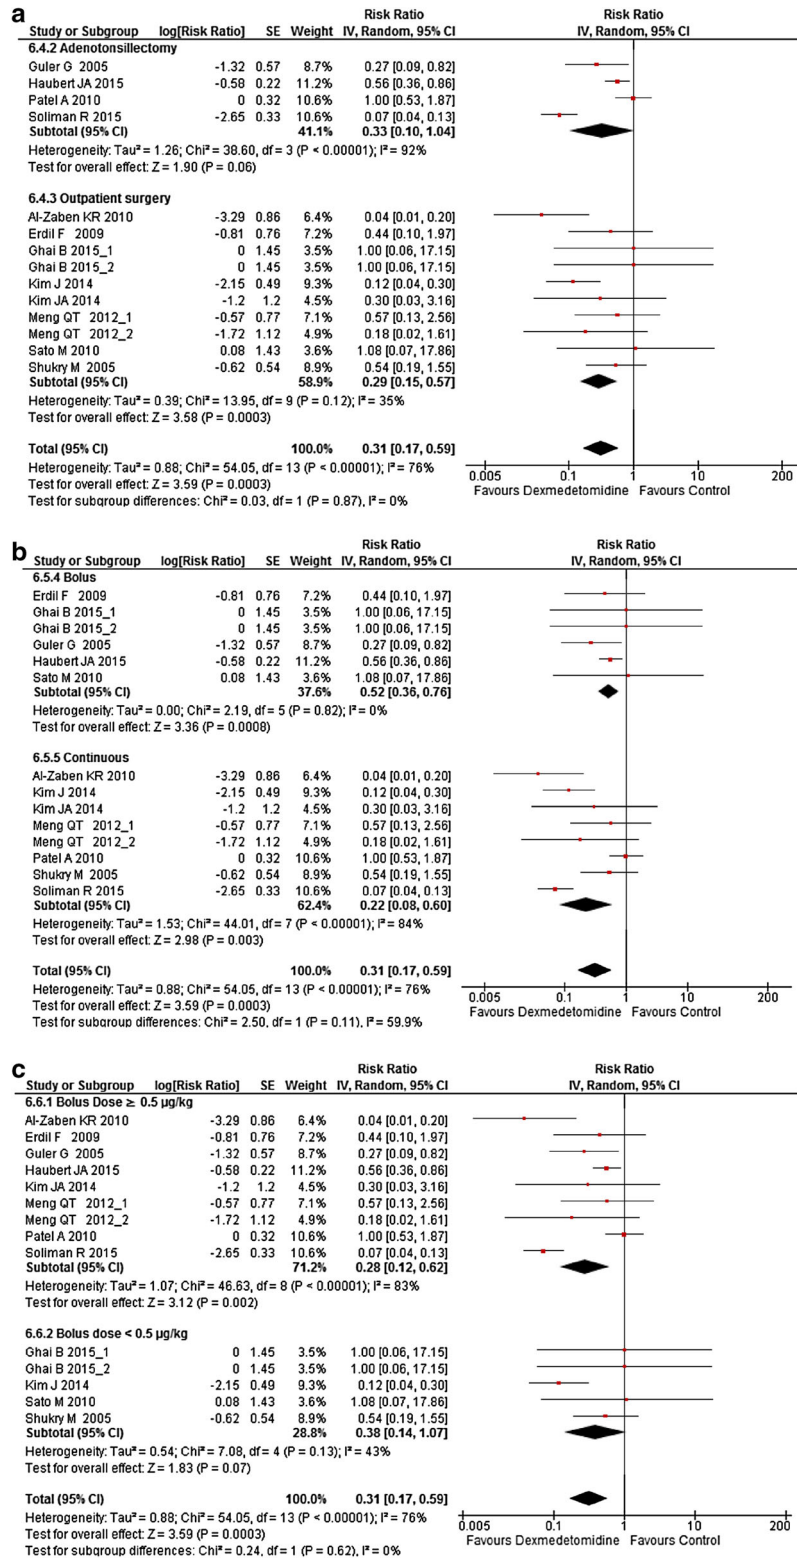 a
Risk Ratio Risk Ratio
Study or Subgroup log[Risk Ratio] SE Weight IV, Random, 95% CI IV, Random, 95% CI
6.4.2 Adenotonsillectomy
Guler G 2005 -1.32 0.57 8.7% 0.27 [0.09, 0.82]
Haubert JA 2015 -0.58 0.22 11.2% 0.56 [0.36, 0.86]
Patel A 2010 0 0.32 10.6% 1.00 [0.53, 1.87]
Soliman R 2015 -2.65 0.33 10.6% 0.07 [0.04, 0.13]
Subtotal (95% CI) 41.1% 0.33 [0.10, 1.04]
Heterogeneity: Tau² = 1.26; Chi² = 38.60, df = 3 (P < 0.00001); I² = 92%
Test for overall effect: Z = 1.90 (P = 0.06)
6.4.3 Outpatient surgery
Al-Zaben KR 2010 -3.29 0.86 6.4% 0.04 [0.01, 0.20]
Erdil F 2009 -0.81 0.76 7.2% 0.44 [0.10, 1.97]
Ghai B 2015_1 0 1.45 3.5% 1.00 [0.06, 17.15]
Ghai B 2015_2 0 1.45 3.5% 1.00 [0.06, 17.15]
Kim J 2014 -2.15 0.49 9.3% 0.12 [0.04, 0.30]
Kim JA 2014 -1.2 1.2 4.5% 0.30 [0.03, 3.16]
Meng QT 2012_1 -0.57 0.77 7.1% 0.57 [0.13, 2.56]
Meng QT 2012_2 -1.72 1.12 4.9% 0.18 [0.02, 1.61]
Sato M 2010 0.08 1.43 3.6% 1.08 [0.07, 17.86]
Shukry M 2005 -0.62 0.54 8.9% 0.54 [0.19, 1.55]
Subtotal (95% CI) 58.9% 0.29 [0.15, 0.57]
Heterogeneity: Tau² = 0.39; Chi² = 13.95, df = 9 (P = 0.12); I² = 35%
Test for overall effect: Z = 3.58 (P = 0.0003)
Total (95% CI) 100.0% 0.31 [0.17, 0.59]
Heterogeneity: Tau² = 0.88; Chi² = 54.05, df = 13 (P < 0.00001); I² = 76%
Test for overall effect: Z = 3.59 (P = 0.0003)
Test for subgroup differences: Chi² = 0.03, df = 1 (P = 0.87), I² = 0%
0.005 0.1 1 10 200
Favours Dexmedetomidine Favours Control
b
Risk Ratio Risk Ratio
Study or Subgroup log[Risk Ratio] SE Weight IV, Random, 95% CI IV, Random, 95% CI
6.5.4 Bolus
Erdil F 2009 -0.81 0.76 7.2% 0.44 [0.10, 1.97]
Ghai B 2015_1 0 1.45 3.5% 1.00 [0.06, 17.15]
Ghai B 2015_2 0 1.45 3.5% 1.00 [0.06, 17.15]
Guler G 2005 -1.32 0.57 8.7% 0.27 [0.09, 0.82]
Haubert JA 2015 -0.58 0.22 11.2% 0.56 [0.36, 0.86]
Sato M 2010 0.08 1.43 3.6% 1.08 [0.07, 17.86]
Subtotal (95% CI) 37.6% 0.52 [0.36, 0.76]
Heterogeneity: Tau² = 0.00; Chi² = 2.19, df = 5 (P = 0.82); I² = 0%
Test for overall effect: Z = 3.36 (P = 0.0008)
6.5.5 Continuous
Al-Zaben KR 2010 -3.29 0.86 6.4% 0.04 [0.01, 0.20]
Kim J 2014 -2.15 0.49 9.3% 0.12 [0.04, 0.30]
Kim JA 2014 -1.2 1.2 4.5% 0.30 [0.03, 3.16]
Meng QT 2012_1 -0.57 0.77 7.1% 0.57 [0.13, 2.56]
Meng QT 2012_2 -1.72 1.12 4.9% 0.18 [0.02, 1.61]
Patel A 2010 0 0.32 10.6% 1.00 [0.53, 1.87]
Shukry M 2005 -0.62 0.54 8.9% 0.54 [0.19, 1.55]
Soliman R 2015 -2.65 0.33 10.6% 0.07 [0.04, 0.13]
Subtotal (95% CI) 62.4% 0.22 [0.08, 0.60]
Heterogeneity: Tau² = 1.53; Chi² = 44.01, df = 7 (P < 0.00001); I² = 84%
Test for overall effect: Z = 2.98 (P = 0.003)
Total (95% CI) 100.0% 0.31 [0.17, 0.59]
Heterogeneity: Tau² = 0.88; Chi² = 54.05, df = 13 (P < 0.00001); I² = 76%
Test for overall effect: Z = 3.59 (P = 0.0003)
Test for subgroup differences: Chi² = 2.50, df = 1 (P = 0.11), I² = 59.9%
0.005 0.1 1 10 200
Favours Dexmedetomidine Favours Control
c
Risk Ratio Risk Ratio
Study or Subgroup log[Risk Ratio] SE Weight IV, Random, 95% CI IV, Random, 95% CI
6.6.1 Bolus Dose ≥ 0.5 µg/kg
Al-Zaben KR 2010 -3.29 0.86 6.4% 0.04 [0.01, 0.20]
Erdil F 2009 -0.81 0.76 7.2% 0.44 [0.10, 1.97]
Guler G 2005 -1.32 0.57 8.7% 0.27 [0.09, 0.82]
Haubert JA 2015 -0.58 0.22 11.2% 0.56 [0.36, 0.86]
Kim JA 2014 -1.2 1.2 4.5% 0.30 [0.03, 3.16]
Meng QT 2012_1 -0.57 0.77 7.1% 0.57 [0.13, 2.56]
Meng QT 2012_2 -1.72 1.12 4.9% 0.18 [0.02, 1.61]
Patel A 2010 0 0.32 10.6% 1.00 [0.53, 1.87]
Soliman R 2015 -2.65 0.33 10.6% 0.07 [0.04, 0.13]
Subtotal (95% CI) 71.2% 0.28 [0.12, 0.62]
Heterogeneity: Tau² = 1.07; Chi² = 46.63, df = 8 (P < 0.00001); I² = 83%
Test for overall effect: Z = 3.12 (P = 0.002)
6.6.2 Bolus dose < 0.5 µg/kg
Ghai B 2015_1 0 1.45 3.5% 1.00 [0.06, 17.15]
Ghai B 2015_2 0 1.45 3.5% 1.00 [0.06, 17.15]
Kim J 2014 -2.15 0.49 9.3% 0.12 [0.04, 0.30]
Sato M 2010 0.08 1.43 3.6% 1.08 [0.07, 17.86]
Shukry M 2005 -0.62 0.54 8.9% 0.54 [0.19, 1.55]
Subtotal (95% CI) 28.8% 0.38 [0.14, 1.07]
Heterogeneity: Tau² = 0.54; Chi² = 7.08, df = 4 (P = 0.13); I² = 43%
Test for overall effect: Z = 1.83 (P = 0.07)
Total (95% CI) 100.0% 0.31 [0.17, 0.59]
Heterogeneity: Tau² = 0.88; Chi² = 54.05, df = 13 (P < 0.00001); I² = 76%
Test for overall effect: Z = 3.59 (P = 0.0003)
Test for subgroup differences: Chi² = 0.24, df = 1 (P = 0.62), I² = 0%
0.005 0.1 1 10 200
Favours Dexmedetomidine Favours Control